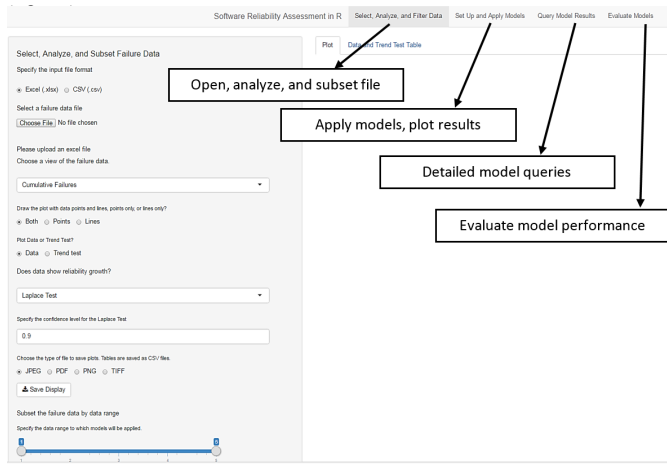 Software Reliability Assessment in R
Select, Analyze, and Filter Data
Set Up and Apply Models
Query Model Results
Evaluate Models
Select, Analyze, and Subset Failure Data
Specify the input file format
Excel (.xlsx)
CSV (.csv)
Select a failure data file
Choose File No file chosen
Please upload an excel file
Choose a view of the failure data.
Cumulative Failures
Draw the plot with data points and lines, points only, or lines only?
Both
Points
Lines
Plot Data or Trend Test?
Data
Trend test
Does data show reliability growth?
Laplace Test
Specify the confidence level for the Laplace Test
0.9
Choose the type of file to save plots. Tables are saved as CSV files.
JPEG
PDF
PNG
TIFF
Save Display
Subset the failure data by data range
Specify the data range to which models will be applied.
1
5
1 2 3 4 5
Plot
Data and Trend Test Table
Open, analyze, and subset file
Apply models, plot results
Detailed model queries
Evaluate model performance